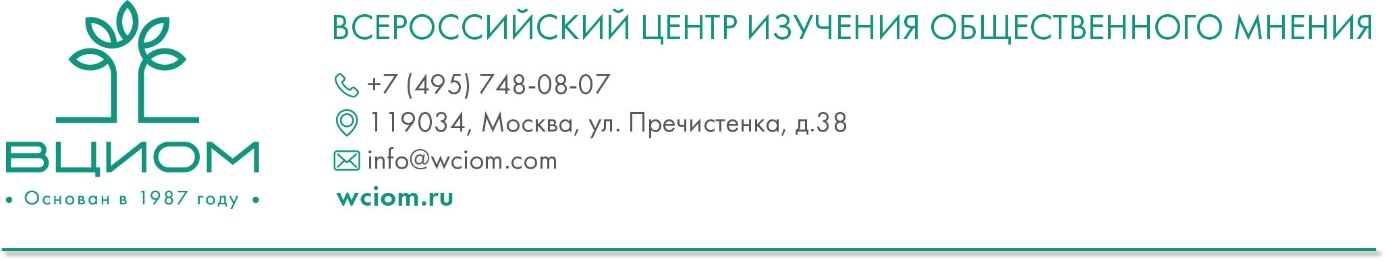 ВЦИОМ
• Основан в 1987 году •
ВСЕРОССИЙСКИЙ ЦЕНТР ИЗУЧЕНИЯ ОБЩЕСТВЕННОГО МНЕНИЯ
+7 (495) 748-08-07
119034, Москва, ул. Пречистенка, д.38
info@wciom.com
wciom.ru